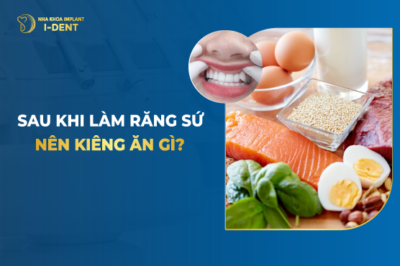 NHA KHOA IMPLANT
I-DENT
SAU KHI LÀM RĂNG SỨ
NÊN KIÊNG ĂN GÌ?